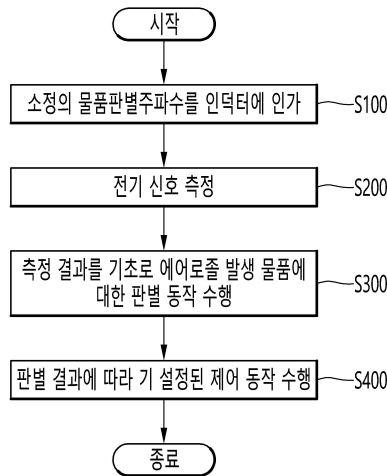 시작
소정의 물품판별주파수를 인덕터에 인가
S100
전기 신호 측정
S200
측정 결과를 기초로 에어로졸 발생 물품에
대한 판별 동작 수행
S300
판별 결과에 따라 기 설정된 제어 동작 수행
S400
종료